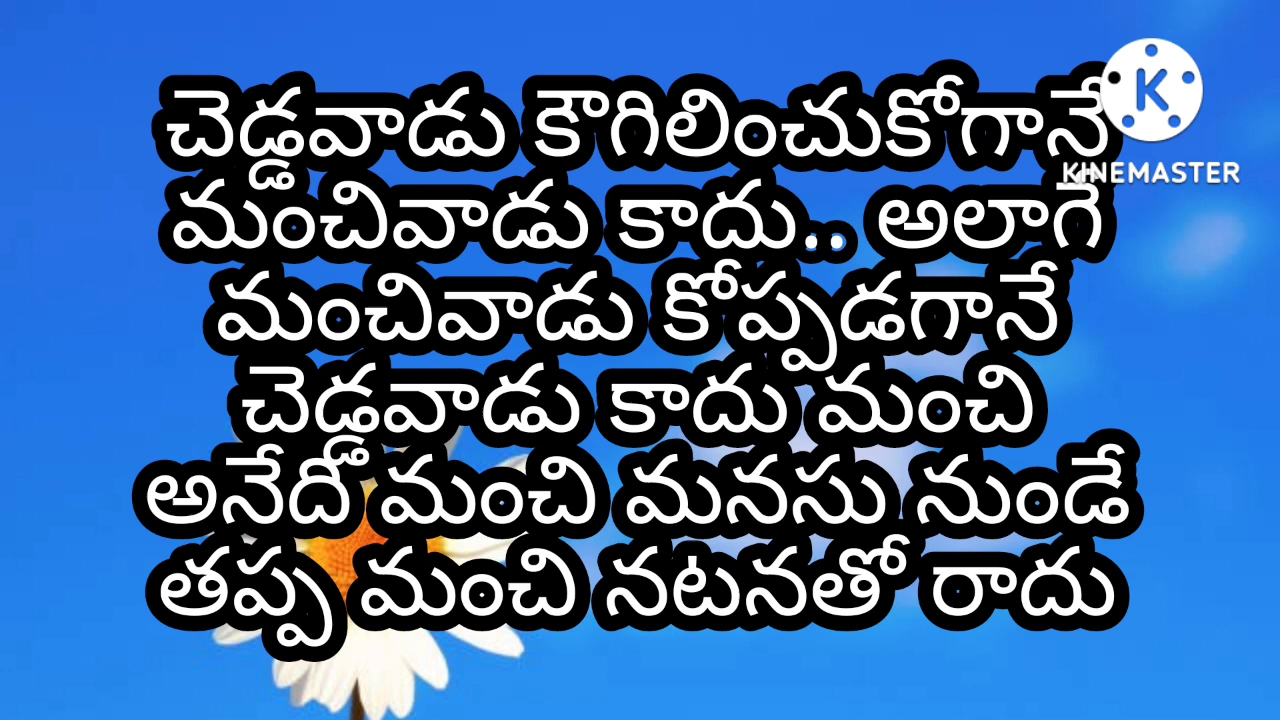 చెడ్డవాడు కౌగిలించుకోగానే
మంచివాడు కాదు.. అలాగే
మంచివాడు కోప్పడగానే
చెడ్డవాడు కాదు మంచి
అనేది మంచి మనసు నుండే
తప్ప మంచి నటనతో రాదు
K
KINEMASTER